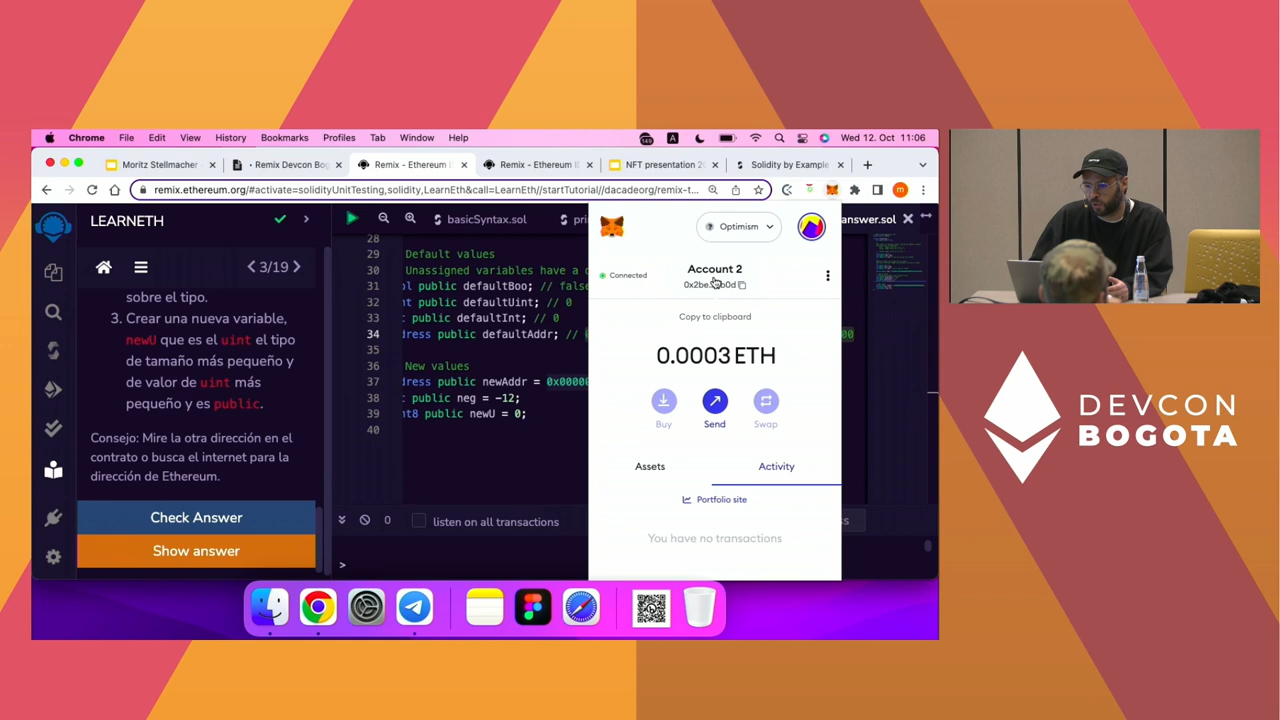 Chrome File Edit View History Bookmarks Profiles Tab Window Help
A
Wed 12. Oct 11:06
Moritz Stellmacher
Remix Devcon Bog
Remix - Ethereum I
Remix - Ethereum I
NFT presentation 2
Solidity by Example
remix.ethereum.org/#activate=solidityUnitTesting,solidity,LearnEth&call=LearnEth//startTutorial//dacadeorg/remix-t...
m
LEARNETH
3/19
sobre el tipo.
3. Crear una nueva variable,
newU que es el uint el tipo
de tamaño más pequeño y
de valor de uint más
pequeño y es public.
Consejo: Mire la otra dirección en el
contrato o busca el internet para la
dirección de Ethereum.
Check Answer
Show answer
basicSyntax.sol
pri
answer.sol
28
29 Default values
30 Unassigned variables have a d
31 ol public defaultBoo; // false
32 nt public defaultUint; // 0
33 t public defaultInt; // 0
34 dress public defaultAddr; //
35
36 New values
37 dress public newAddr = 0x00000
38 t public neg = -12;
39 nt8 public newU = 0;
40
0
listen on all transactions
>
Optimism
Connected
Account 2
Copy to clipboard
0.0003 ETH
Buy
Send
Swap
Assets
Activity
Portfolio site
You have no transactions
DEVCON
BOGOTA